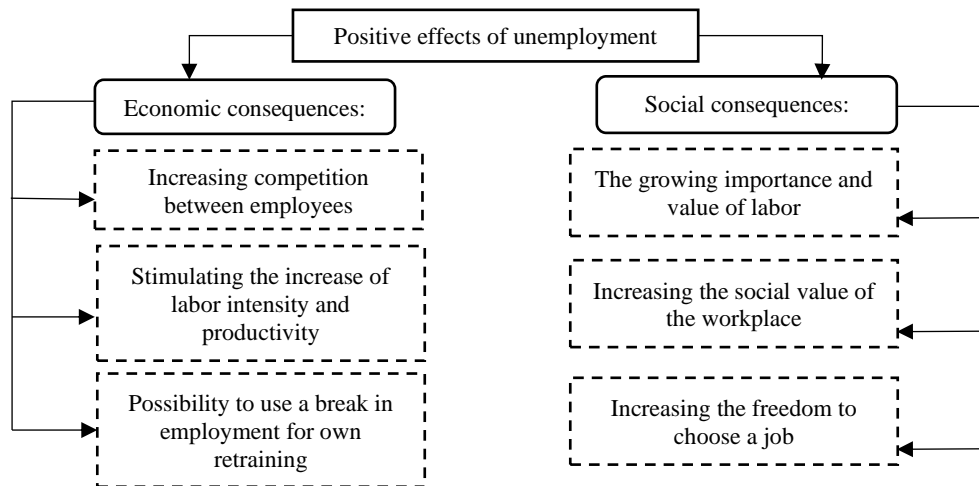 Positive effects of unemployment
Economic consequences:
Increasing competition
between employees
Stimulating the increase of
labor intensity and
productivity
Possibility to use a break in
employment for own
retraining
Social consequences:
The growing importance and
value of labor
Increasing the social value of
the workplace
Increasing the freedom to
choose a job